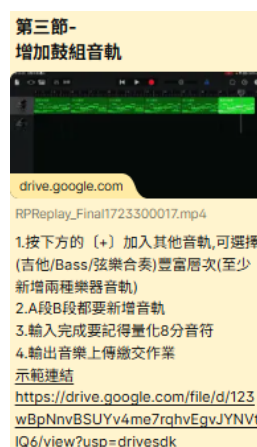 第三節-
增加鼓組音軌
drive.google.com
RPReplay_Final1723300017.mp4
1.按下方的〔+〕加入其他音軌,可選擇
(吉他/Bass/弦樂合奏)豐富層次(至少
新增兩種樂器音軌)
2.A段B段都要新增音軌
3.輸入完成要記得量化8分音符
4.輸出音樂上傳繳交作業
示範連結
https://drive.google.com/file/d/123
wBpNnvBSUYv4me7rqhvEgvJYNVt
IQ6/view?usp=drivesdk